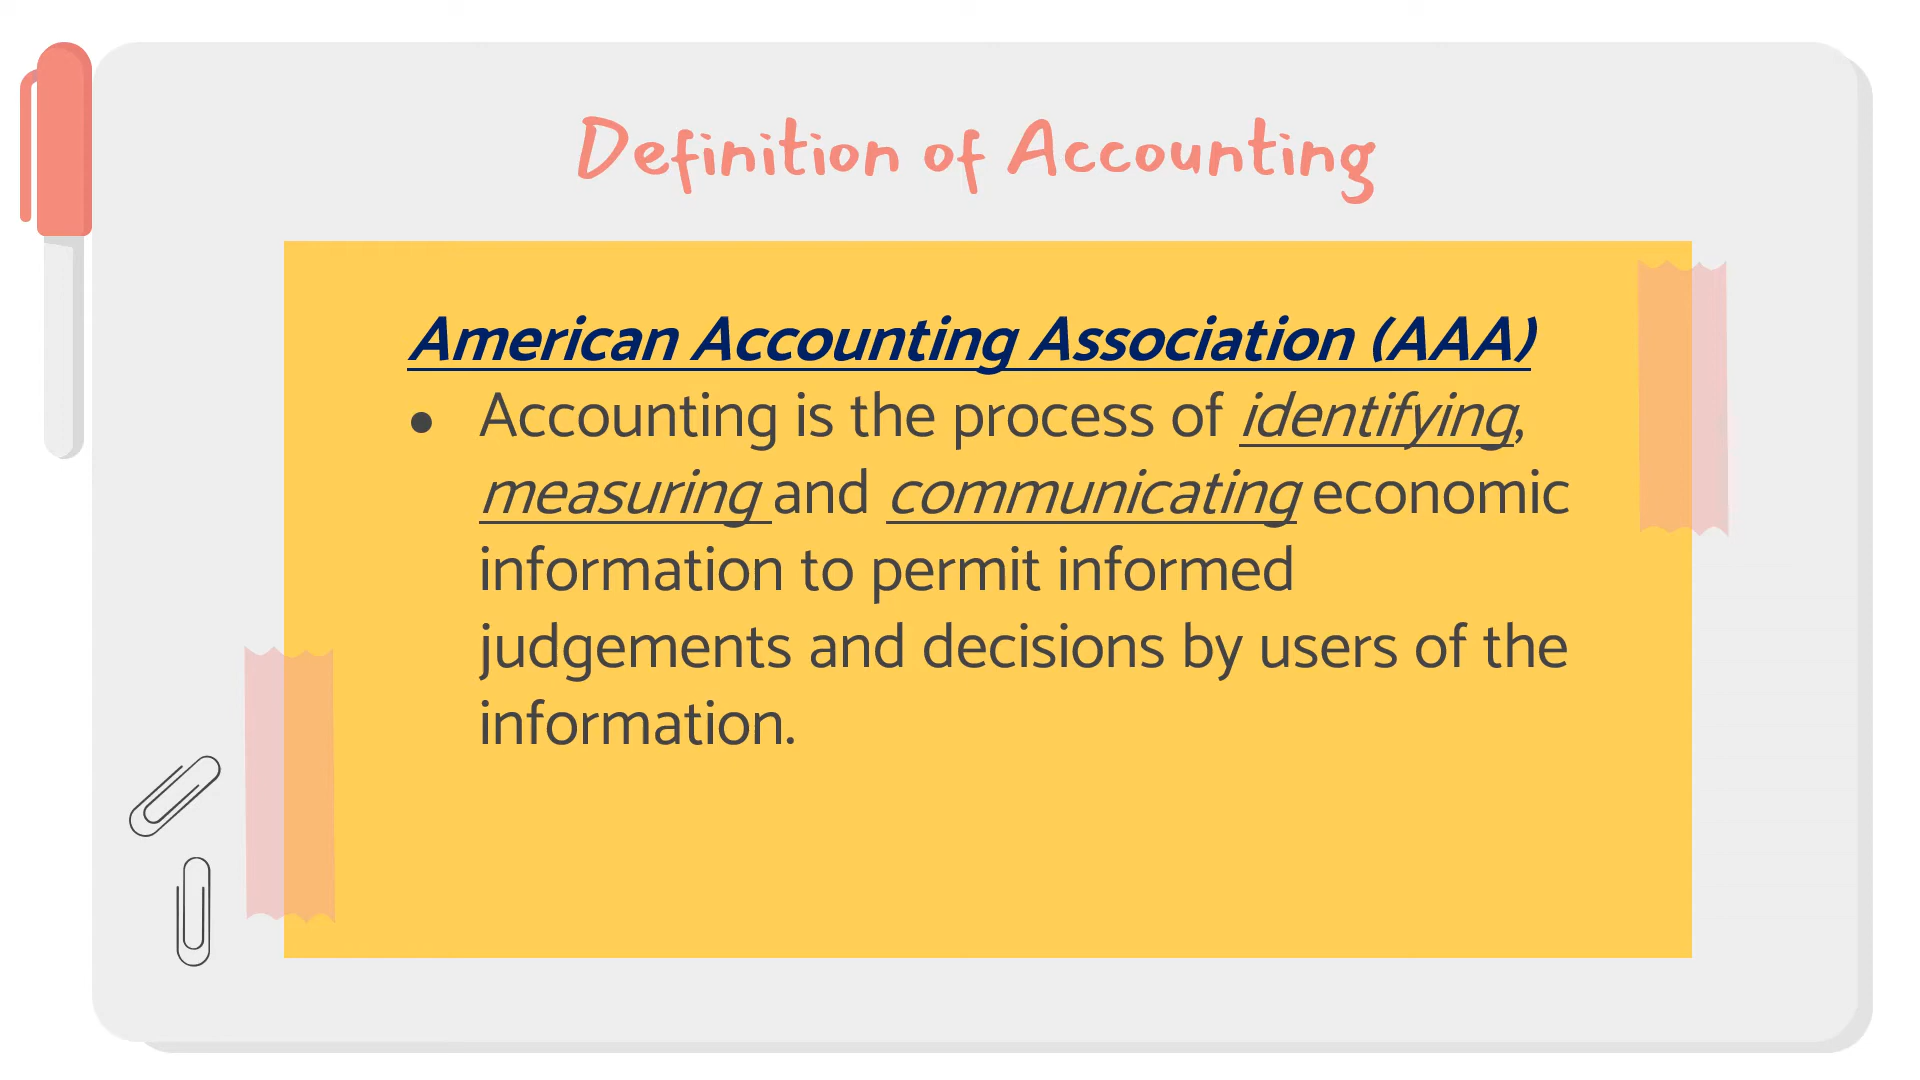 Definition of Accounting
American Accounting Association (AAA)
● Accounting is the process of identifying,
measuring and communicating economic
information to permit informed
judgements and decisions by users of the
information.